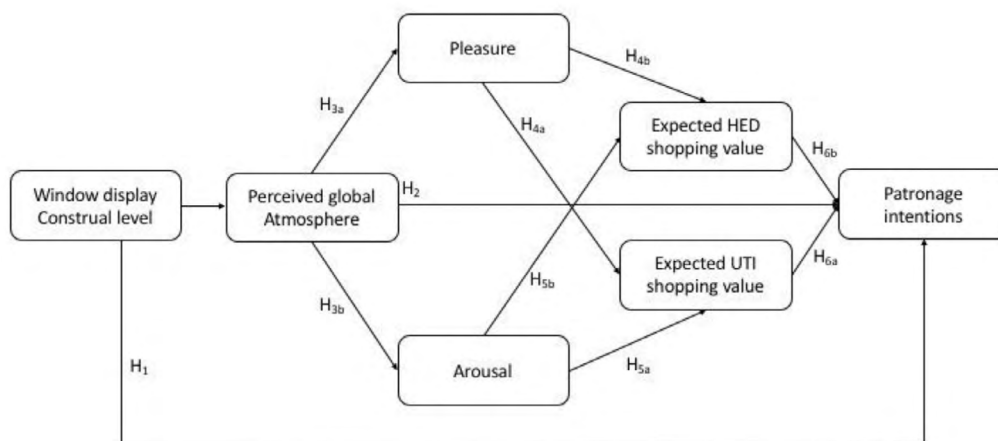 Pleasure
H4b
H3a
H4a
Expected HED
shopping value
H6b
Window display
Construal level
Perceived global
Atmosphere
H2
Patronage
intentions
Expected UTI
shopping value
H6a
H5b
H3b
Arousal
H5a
H1